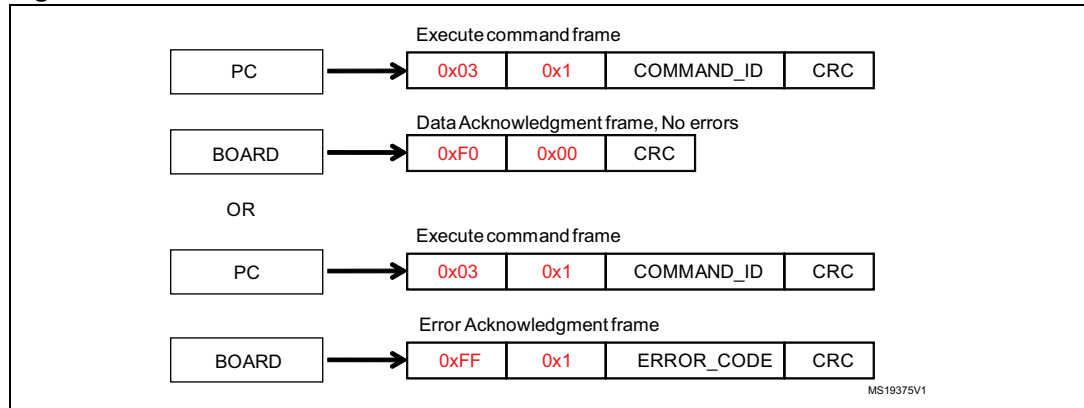 Execute command frame
PC 0x03 0x1 COMMAND_ID CRC
Data Acknowledgment frame, No errors
BOARD 0xF0 0x00 CRC
OR
Execute command frame
PC 0x03 0x1 COMMAND_ID CRC
Error Acknowledgment frame
BOARD 0xFF 0x1 ERROR_CODE CRC
MS19375V1